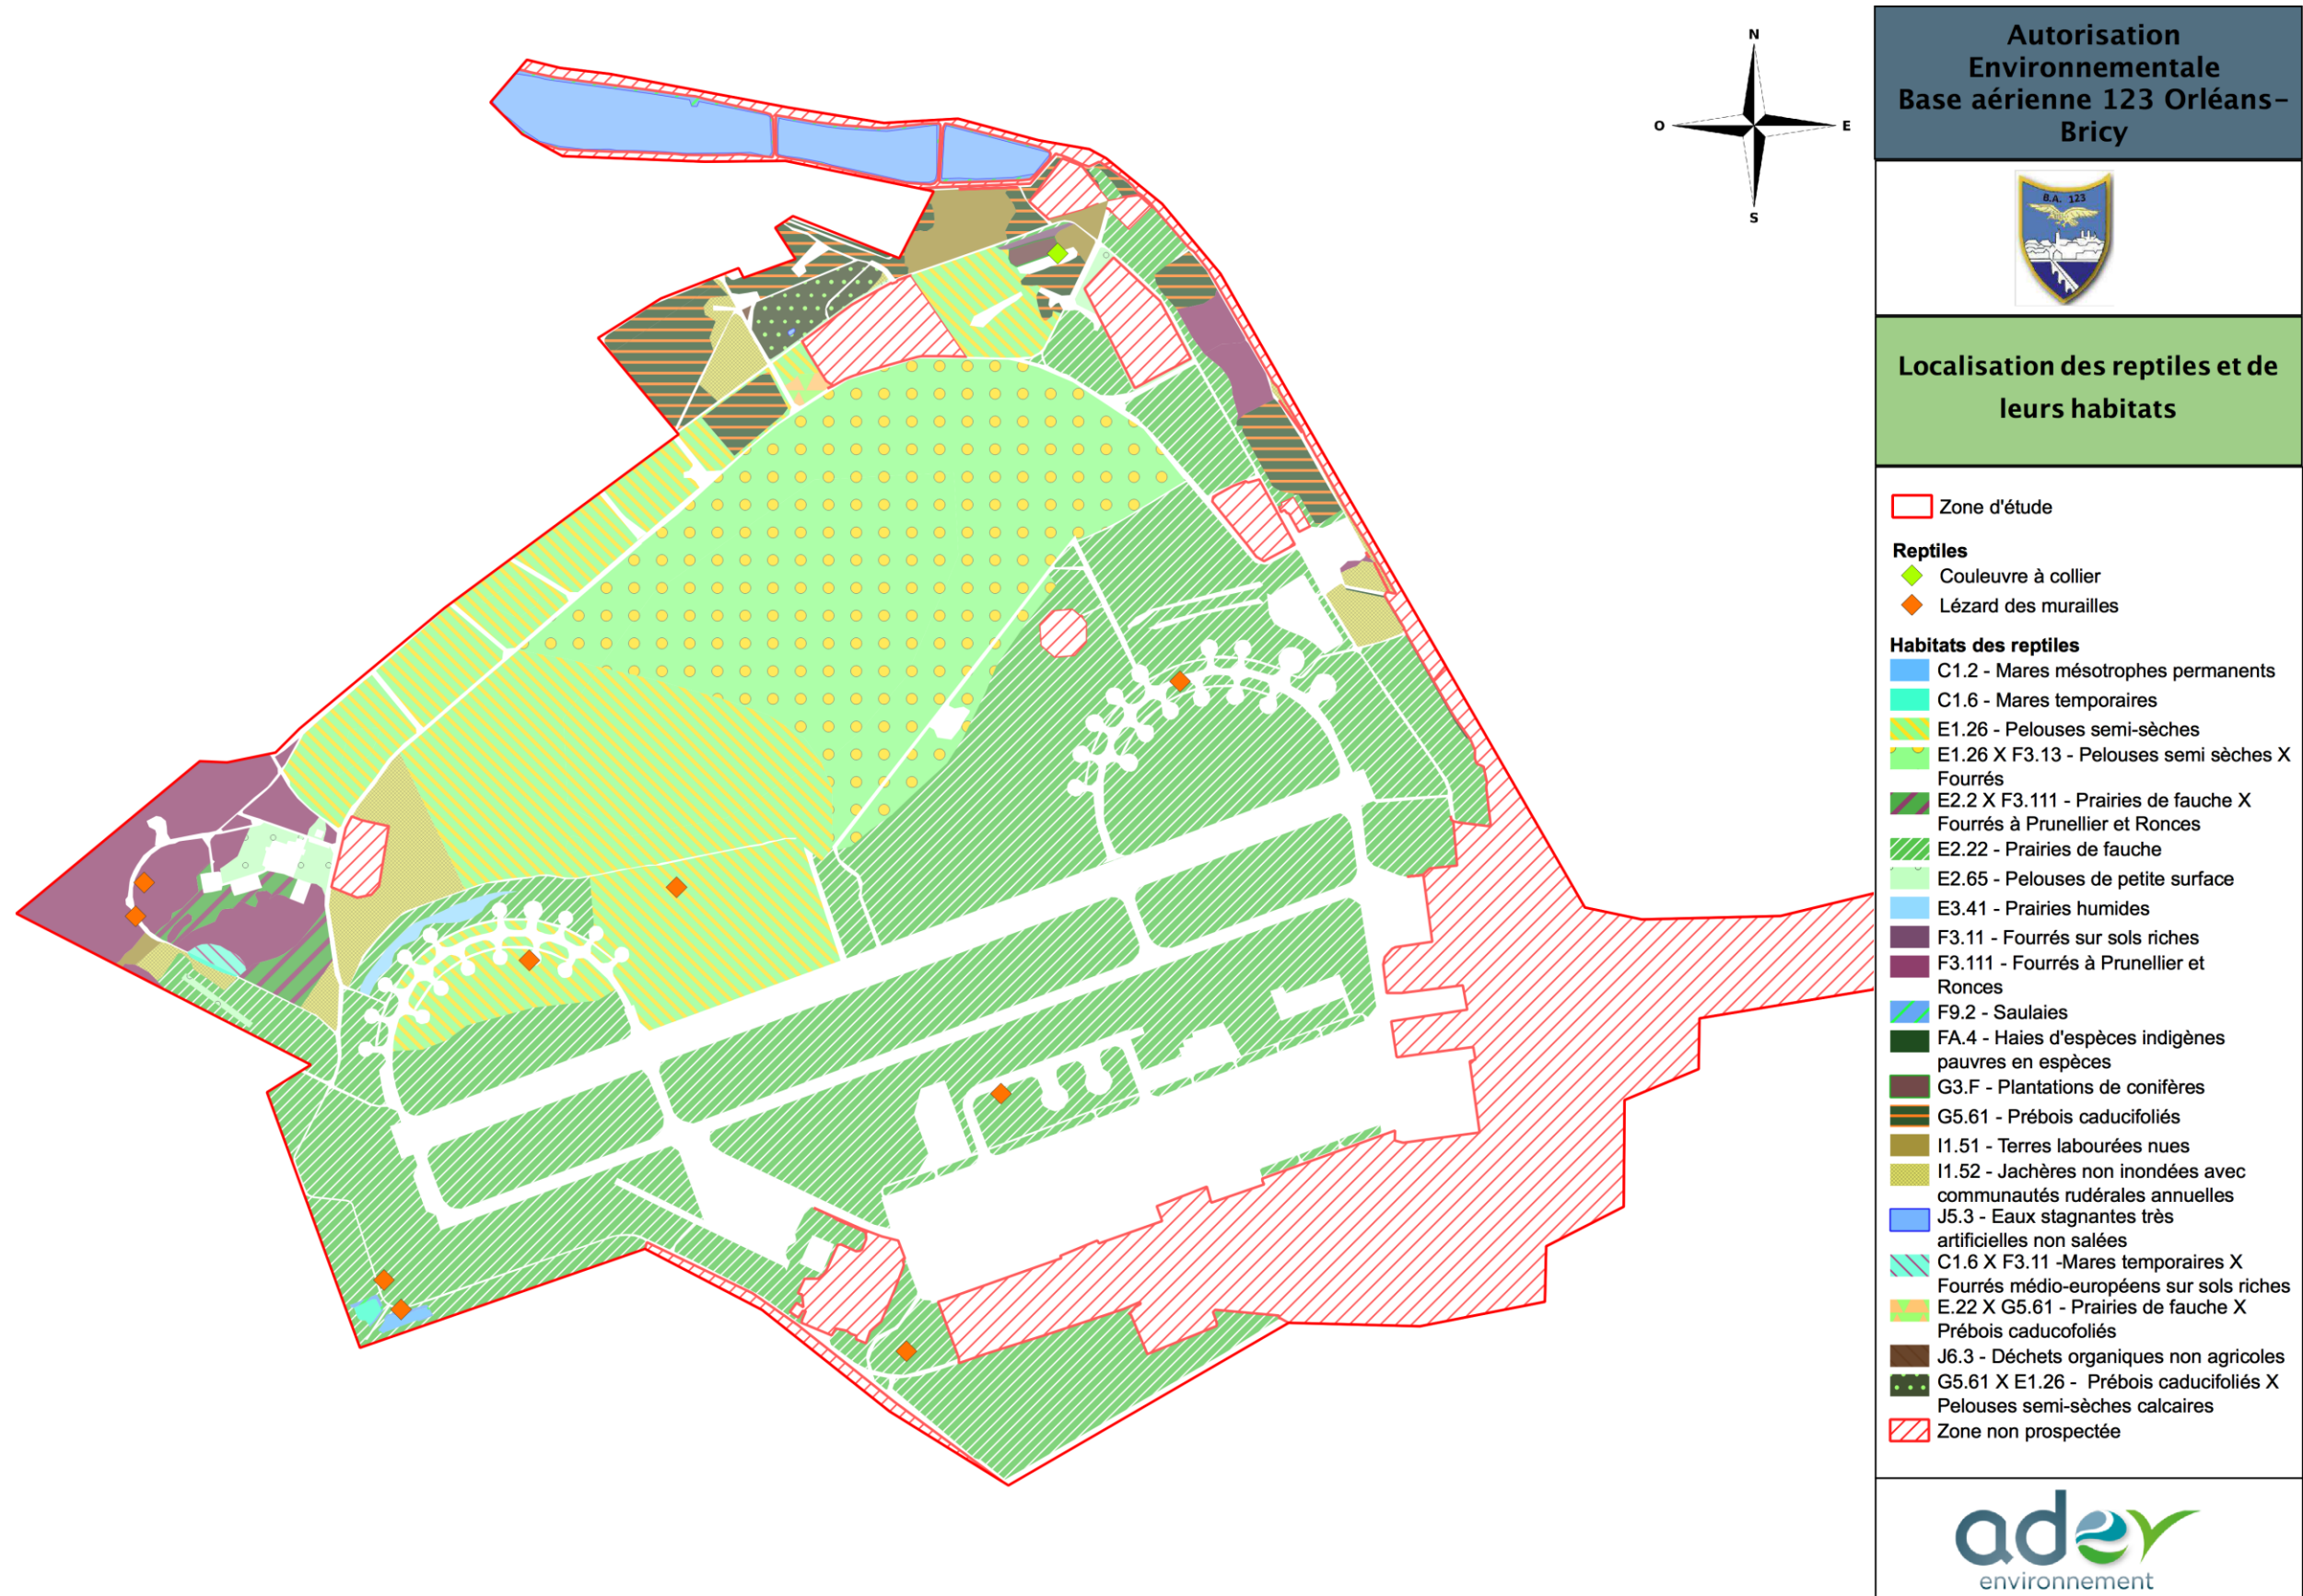 N
O
E
S
Autorisation
Environnementale
Base aérienne 123 Orléans-
Bricy
B.A. 123
Localisation des reptiles et de
leurs habitats
Zone d'étude
Reptiles
Couleuvre à collier
Lézard des murailles
Habitats des reptiles
C1.2 - Mares mésotrophes permanents
C1.6 - Mares temporaires
E1.26 - Pelouses semi-sèches
E1.26 X F3.13 - Pelouses semi sèches X
Fourrés
E2.2 X F3.111 - Prairies de fauche X
Fourrés à Prunellier et Ronces
E2.22 - Prairies de fauche
E2.65 - Pelouses de petite surface
E3.41 - Prairies humides
F3.11 - Fourrés sur sols riches
F3.111 - Fourrés à Prunellier et
Ronces
F9.2 - Saulaies
FA.4 - Haies d'espèces indigènes
pauvres en espèces
G3.F - Plantations de conifères
G5.61 - Prébois caducifoliés
I1.51 - Terres labourées nues
I1.52 - Jachères non inondées avec
communautés rudérales annuelles
J5.3 - Eaux stagnantes très
artificielles non salées
C1.6 X F3.11 -Mares temporaires X
Fourrés médio-européens sur sols riches
E.22 X G5.61 - Prairies de fauche X
Prébois caducofoliés
J6.3 - Déchets organiques non agricoles
G5.61 X E1.26 - Prébois caducifoliés X
Pelouses semi-sèches calcaires
Zone non prospectée
adev
environnement